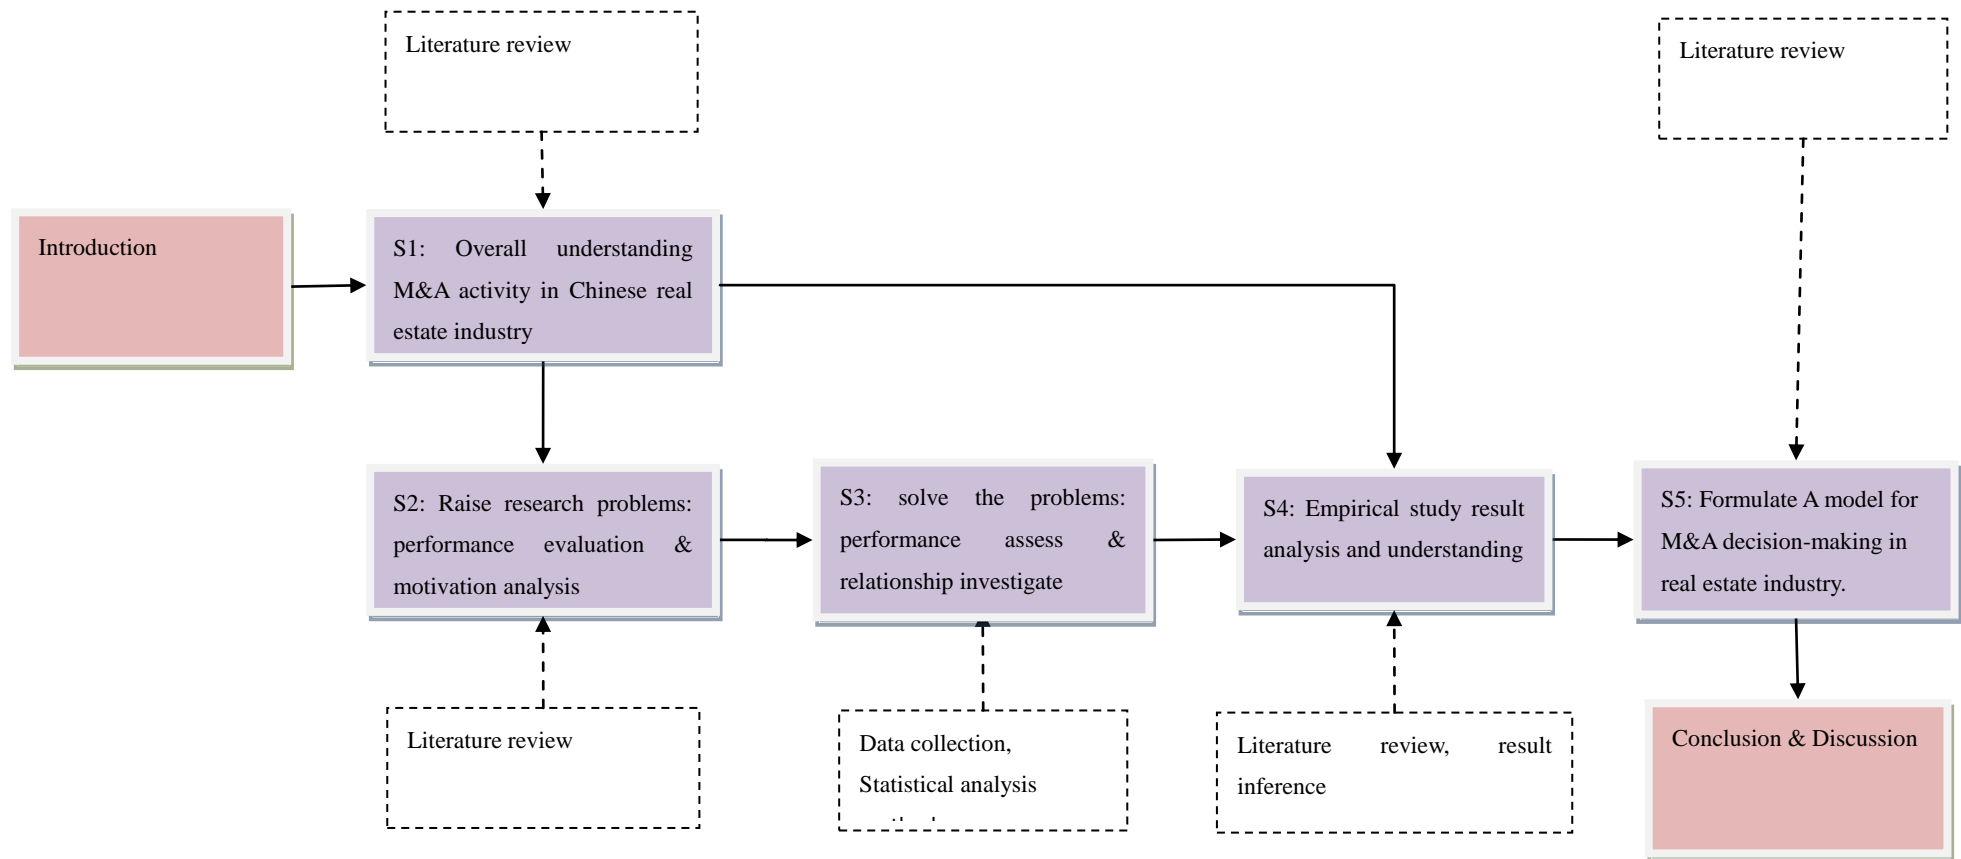 Literature review
Literature review
Introduction
S1: Overall understanding
M&A activity in Chinese real
estate industry
S2: Raise research problems:
performance evaluation &
motivation analysis
S3: solve the problems:
performance assess &
relationship investigate
S4: Empirical study result
analysis and understanding
S5: Formulate A model for
M&A decision-making in
real estate industry.
Literature review
Data collection,
Statistical analysis
Literature review, result
inference
Conclusion & Discussion